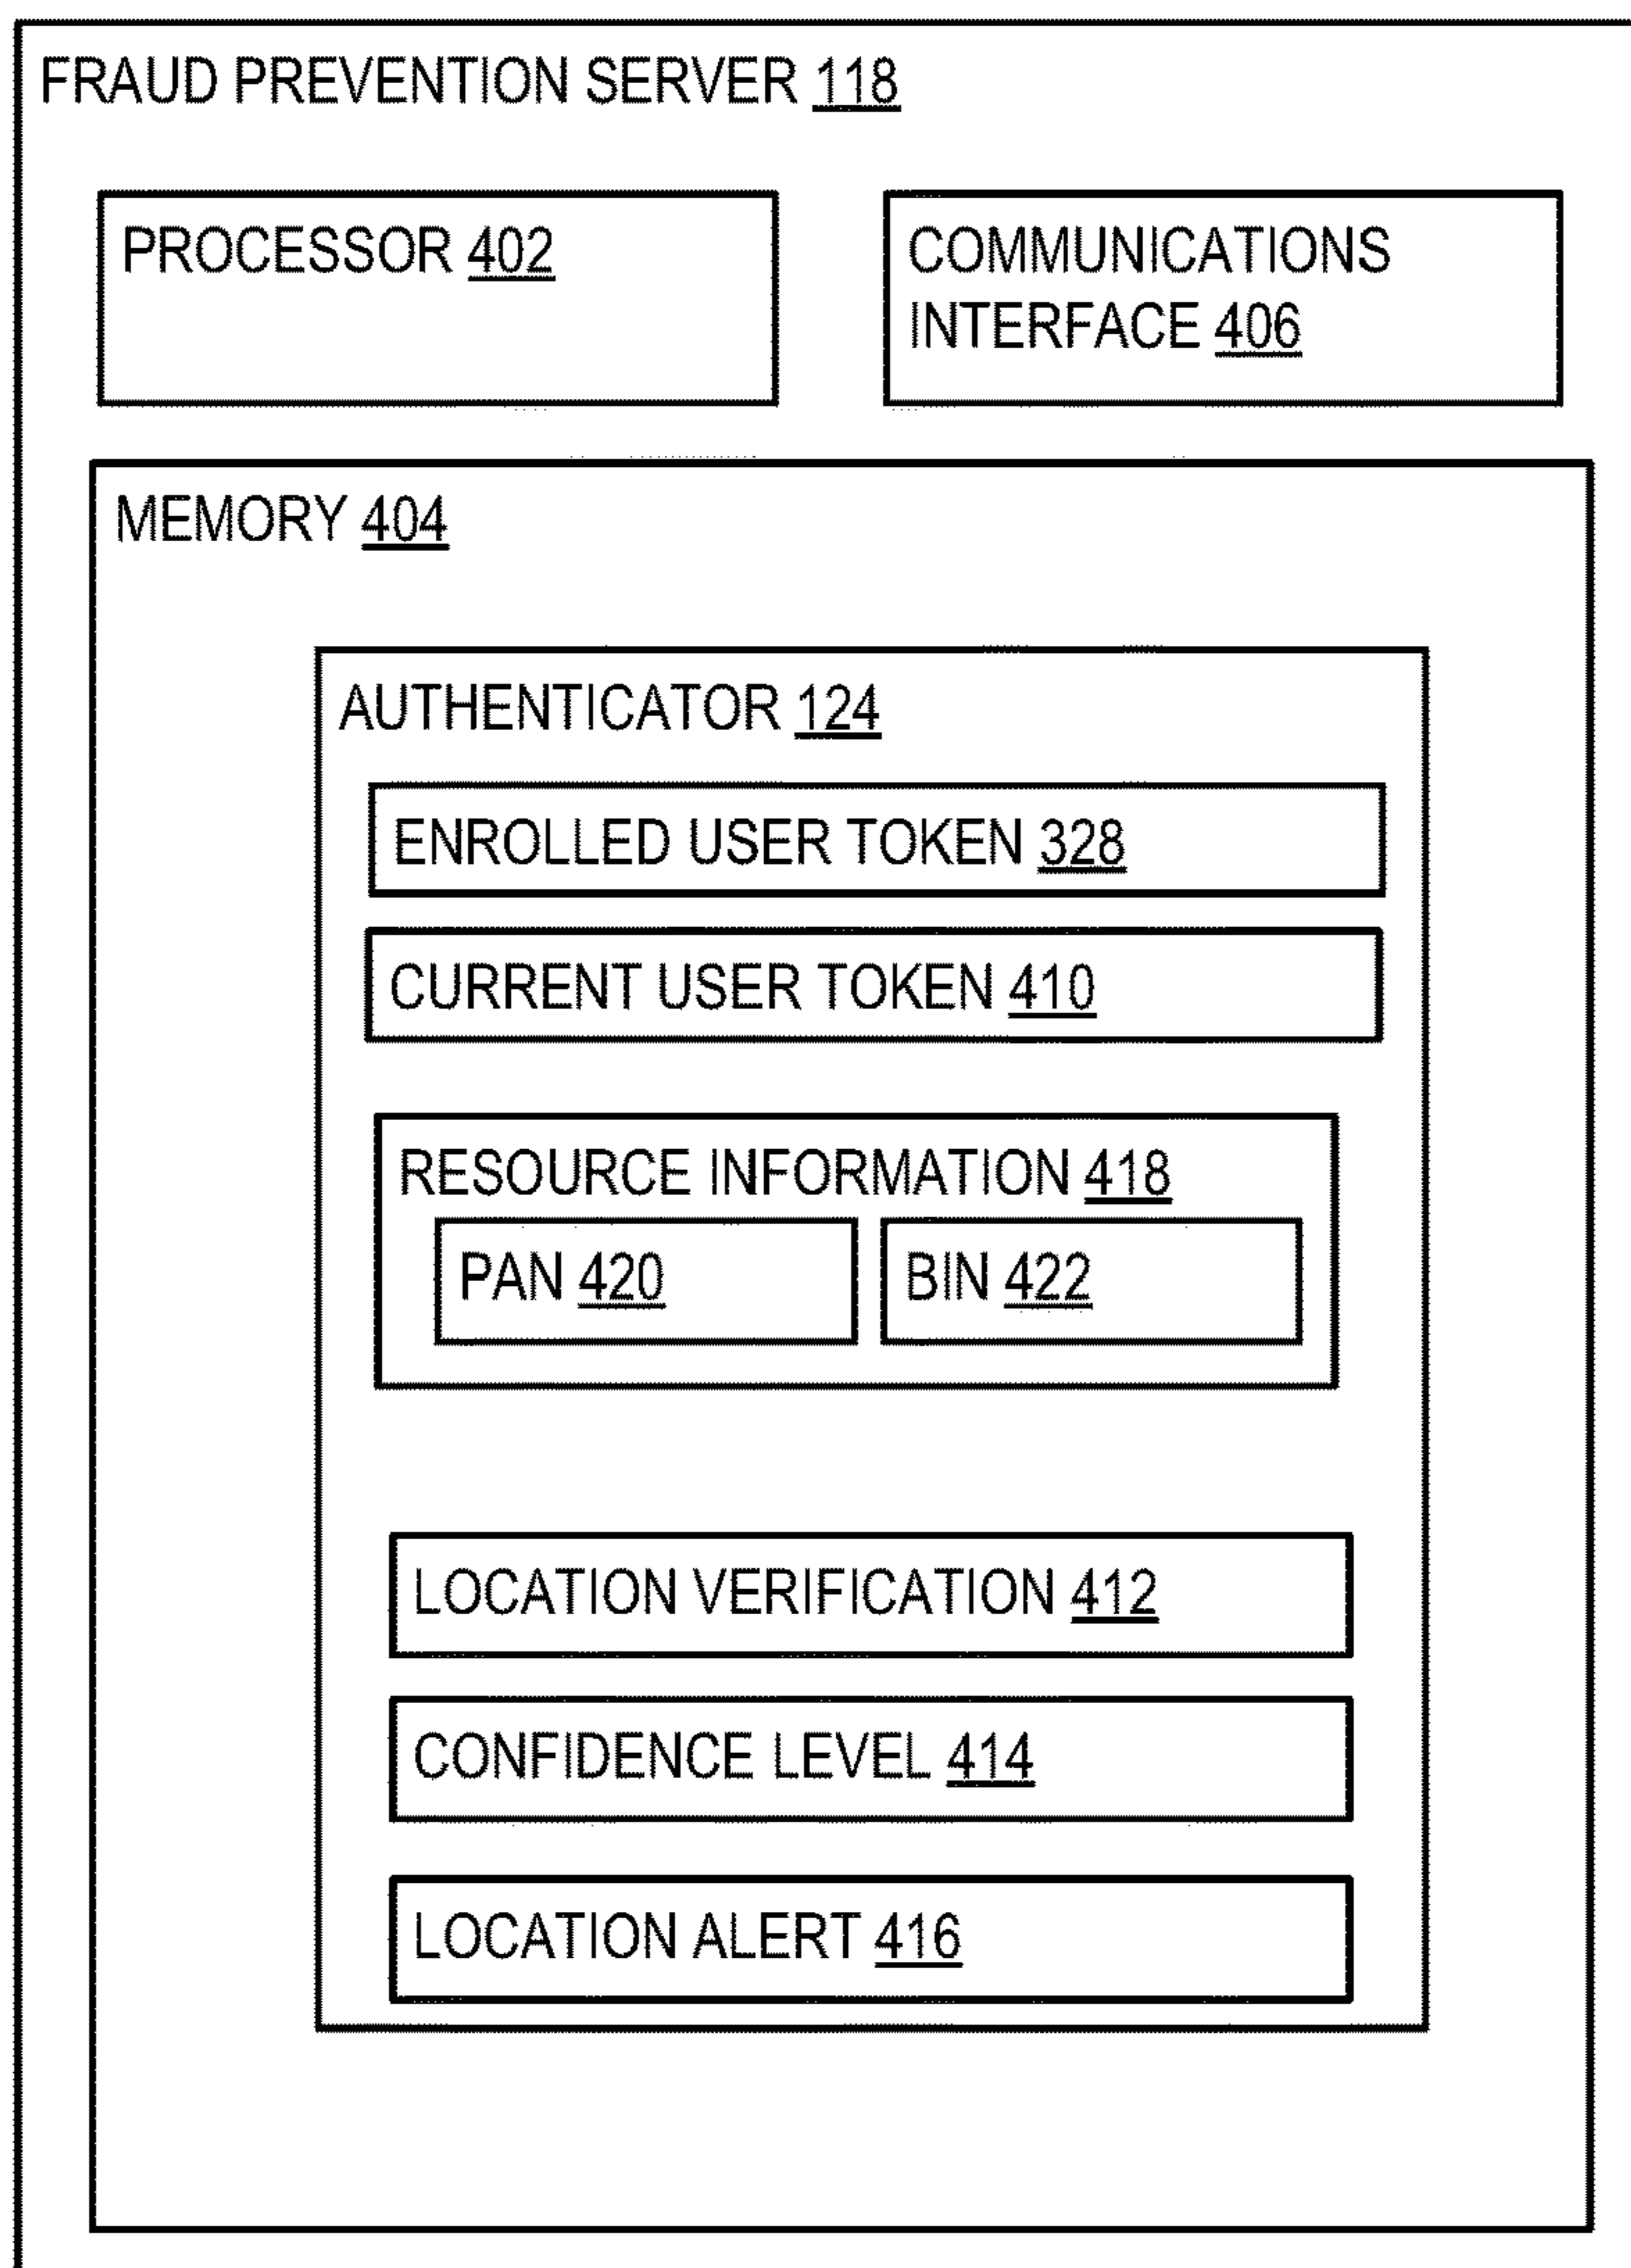 FRAUD PREVENTION SERVER 118
PROCESSOR 402
COMMUNICATIONS
INTERFACE 406
MEMORY 404
AUTHENTICATOR 124
ENROLLED USER TOKEN 328
CURRENT USER TOKEN 410
RESOURCE INFORMATION 418
PAN 420
BIN 422
LOCATION VERIFICATION 412
CONFIDENCE LEVEL 414
LOCATION ALERT 416